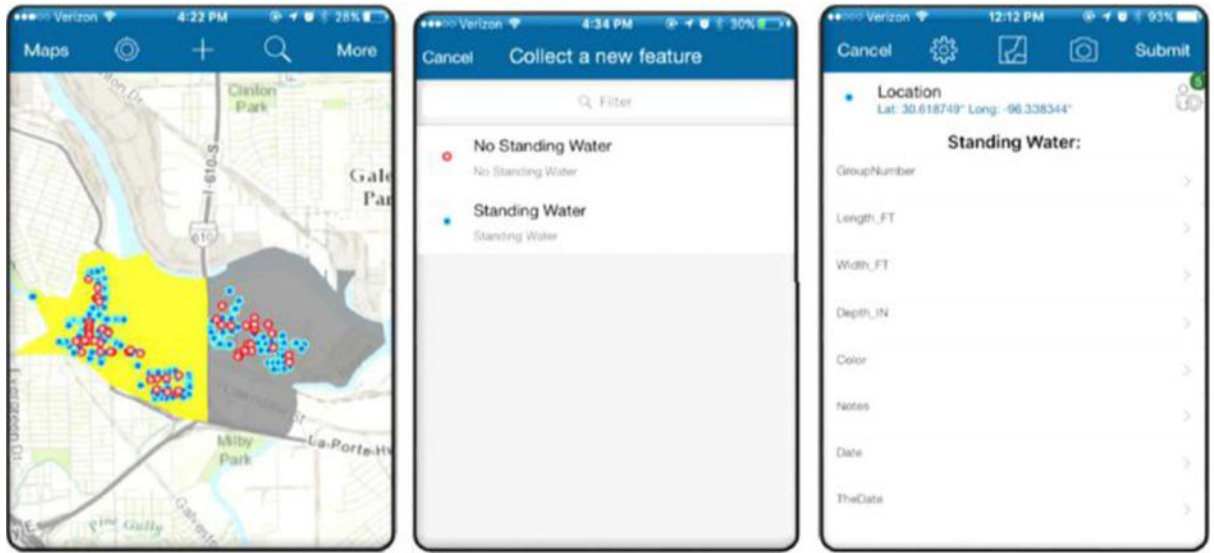 Verizon 4:22 PM 28%
Maps More
Clinton
Park
I-610-S
610
Milby
Park
La-Porte-H
Pine Gully
Verizon 4:34 PM 30%
Cancel Collect a new feature
Filter
No Standing Water
No Standing Water
Standing Water
Standing Water
Verizon 12:12 PM 93%
Cancel Submit
5
Location
Lat: 30.618749° Long: -96.338344°
Standing Water:
GroupNumber
Length_FT
Width_FT
Depth_IN
Color
Notes
Date
TheDate